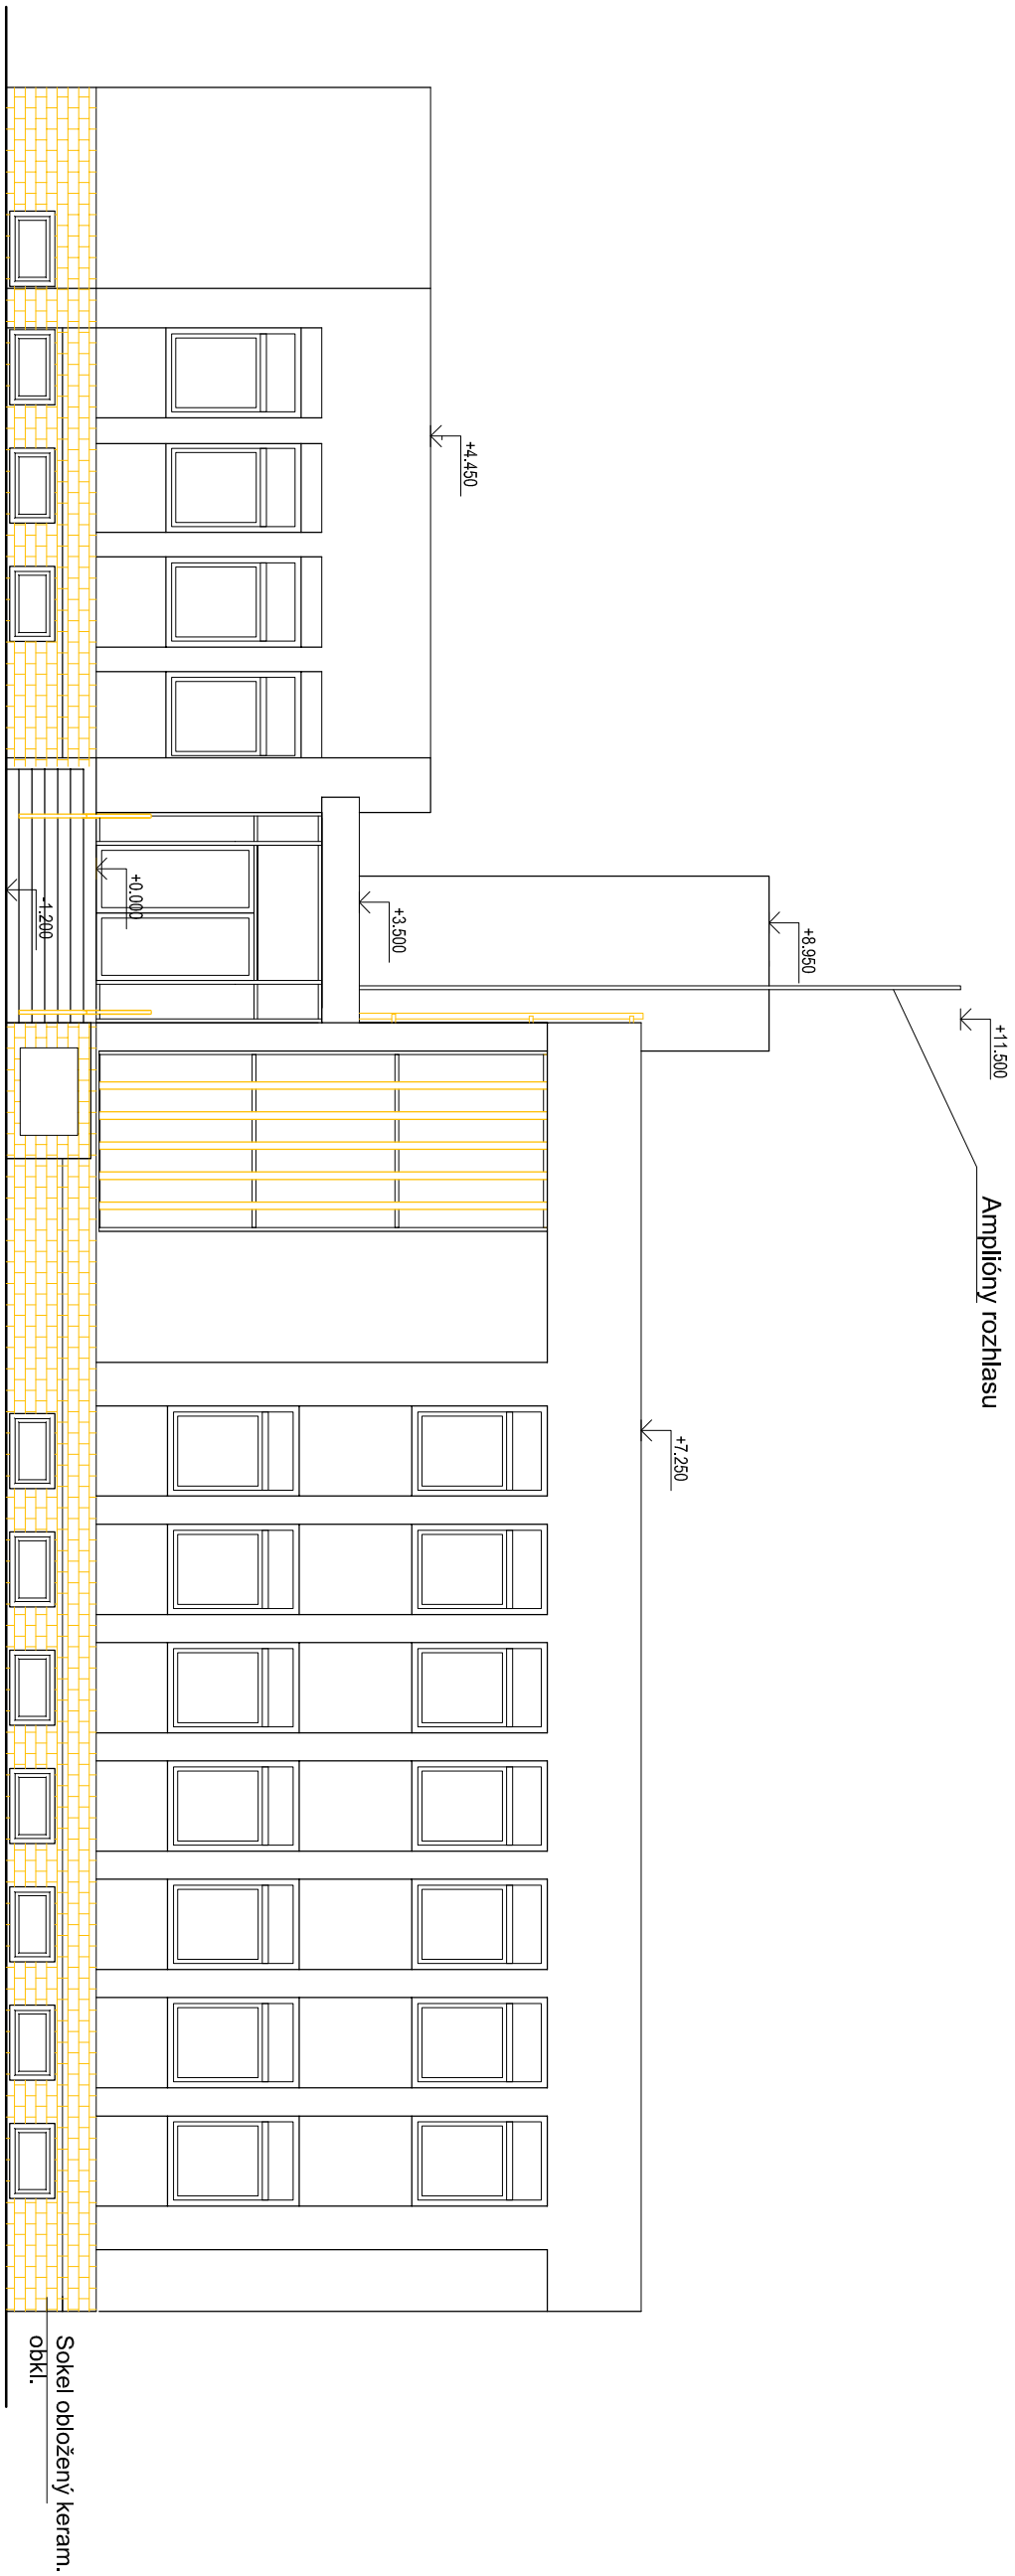 +11.500
Amplióny rozhlasu
+8.950
+7.250
+4.450
+3.500
+0.000
-1.200
Sokel obložený keram.
obkl.